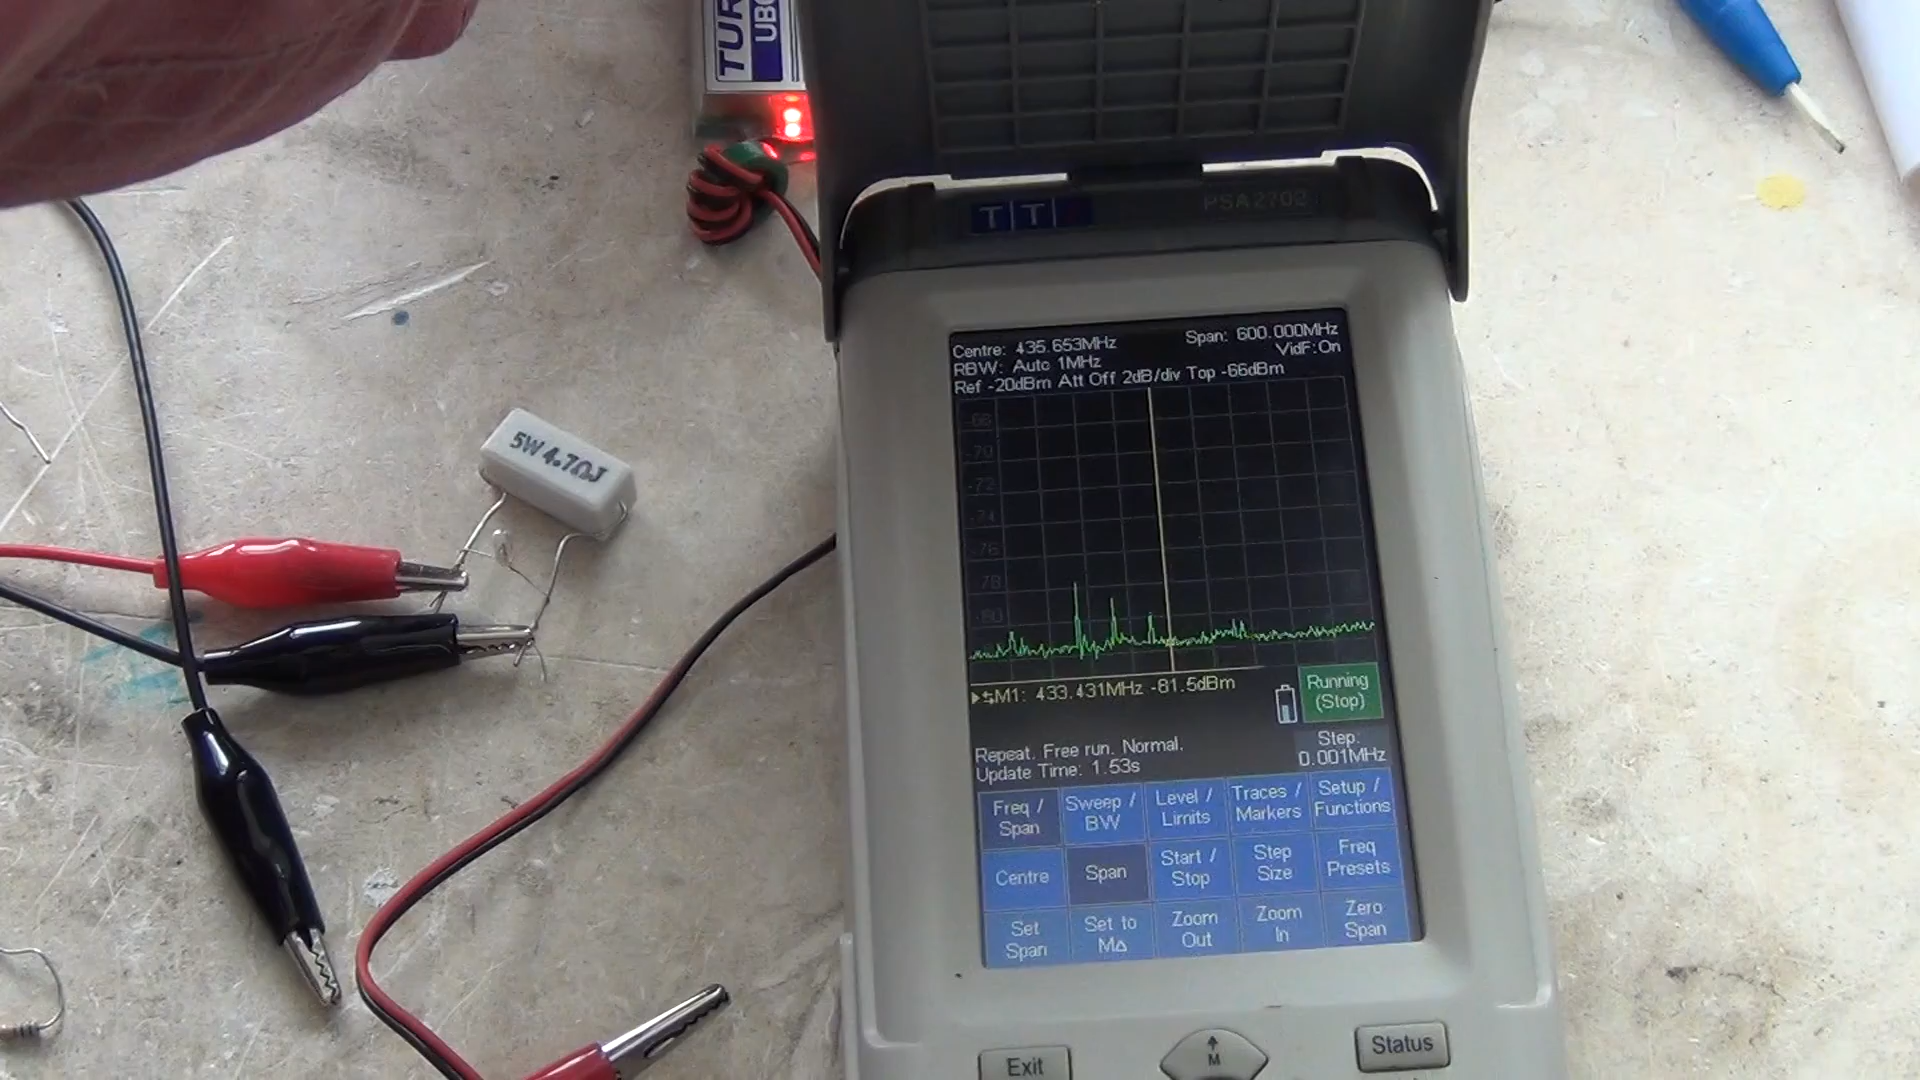 TUR
UBC
TTi
PSA2702
5W4.7ΩJ
Centre: 435.653MHz Span: 600.000MHz
RBW: Auto 1MHz VidF:On
Ref -20dBm Att Off 2dB/div Top -66dBm
-70
-72
-74
-76
-78
-80
M1: 433.431MHz -81.5dBm
Running
(Stop)
Repeat. Free run. Normal.
Update Time: 1.53s
Step:
0.001MHz
Freq /
Span
Sweep /
BW
Level /
Limits
Traces /
Markers
Setup /
Functions
Centre
Span
Start /
Stop
Step
Size
Freq
Presets
Set
Span
Set to
MΔ
Zoom
Out
Zoom
In
Zero
Span
Exit
M
Status